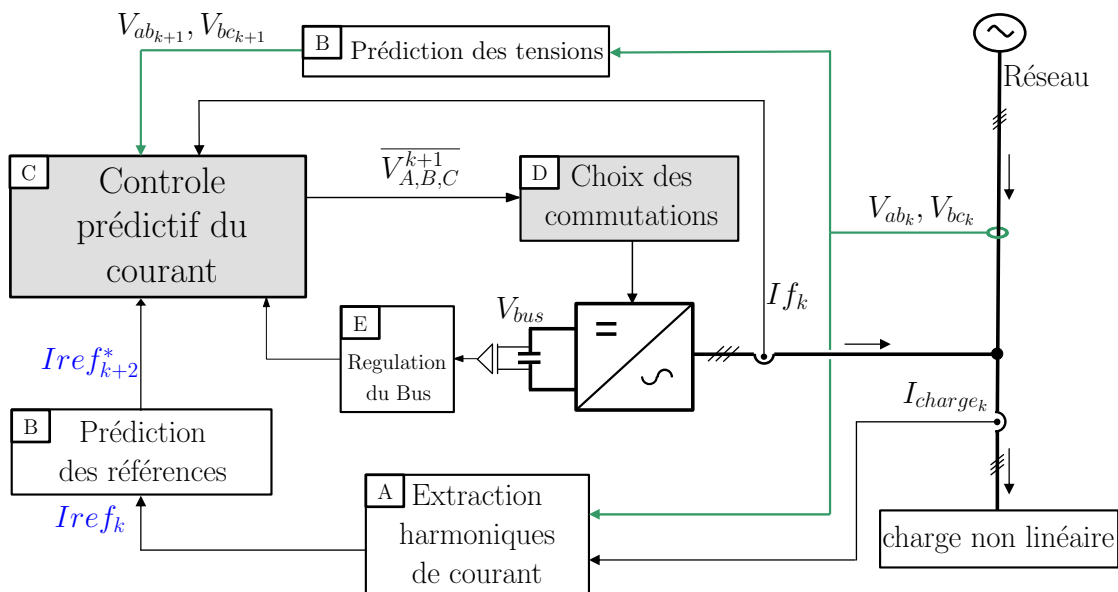 V_{ab_{k+1}}, V_{bc_{k+1}}
B
Prédiction des tensions
Réseau
C
Controle
prédictif du
courant
\overline{V_{A,B,C}^{k+1}}
D
Choix des
commutations
V_{ab_k}, V_{bc_k}
If_k
V_{bus}
E
Regulation
du Bus
Iref^*_{k+2}
I_{charge_k}
B
Prédiction
des références
Iref_k
A
Extraction
harmoniques
de courant
charge non linéaire